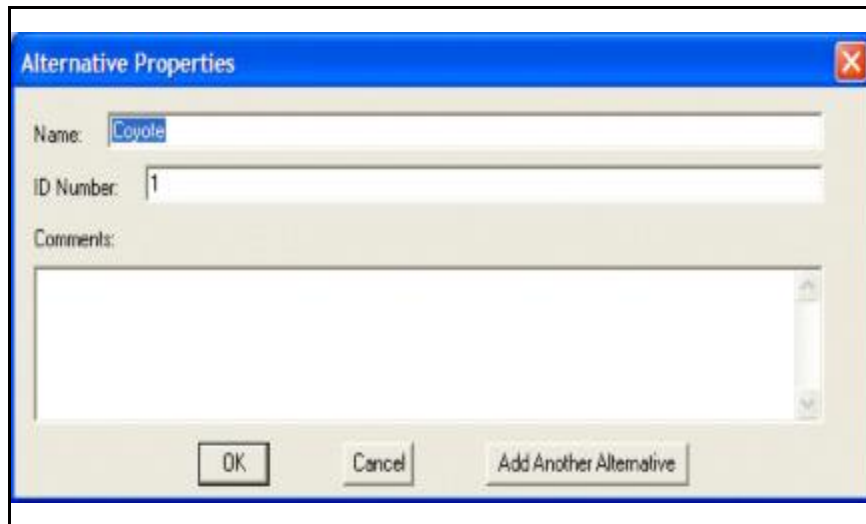 Alternative Properties
Name: Coyote
ID Number: 1
Comments:
OK Cancel Add Another Alternative